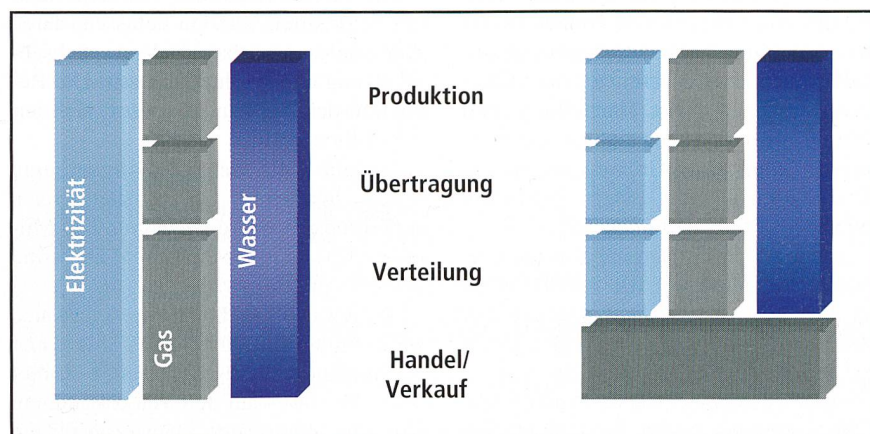 Elektrizität
Gas
Wasser
Produktion
Übertragung
Verteilung
Handel/
Verkauf